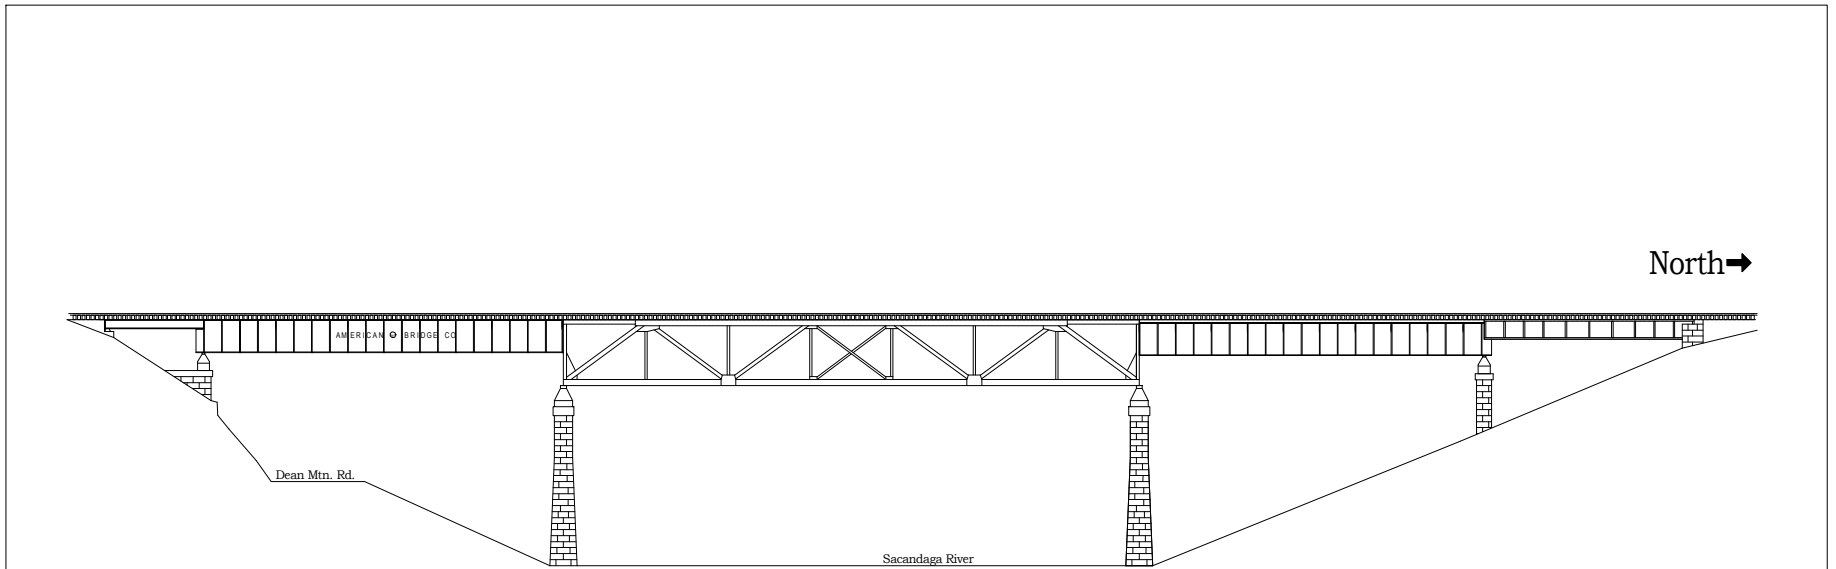 North
AMERICAN BRIDGE CO
Dean Mtn. Rd.
Sacandaga River